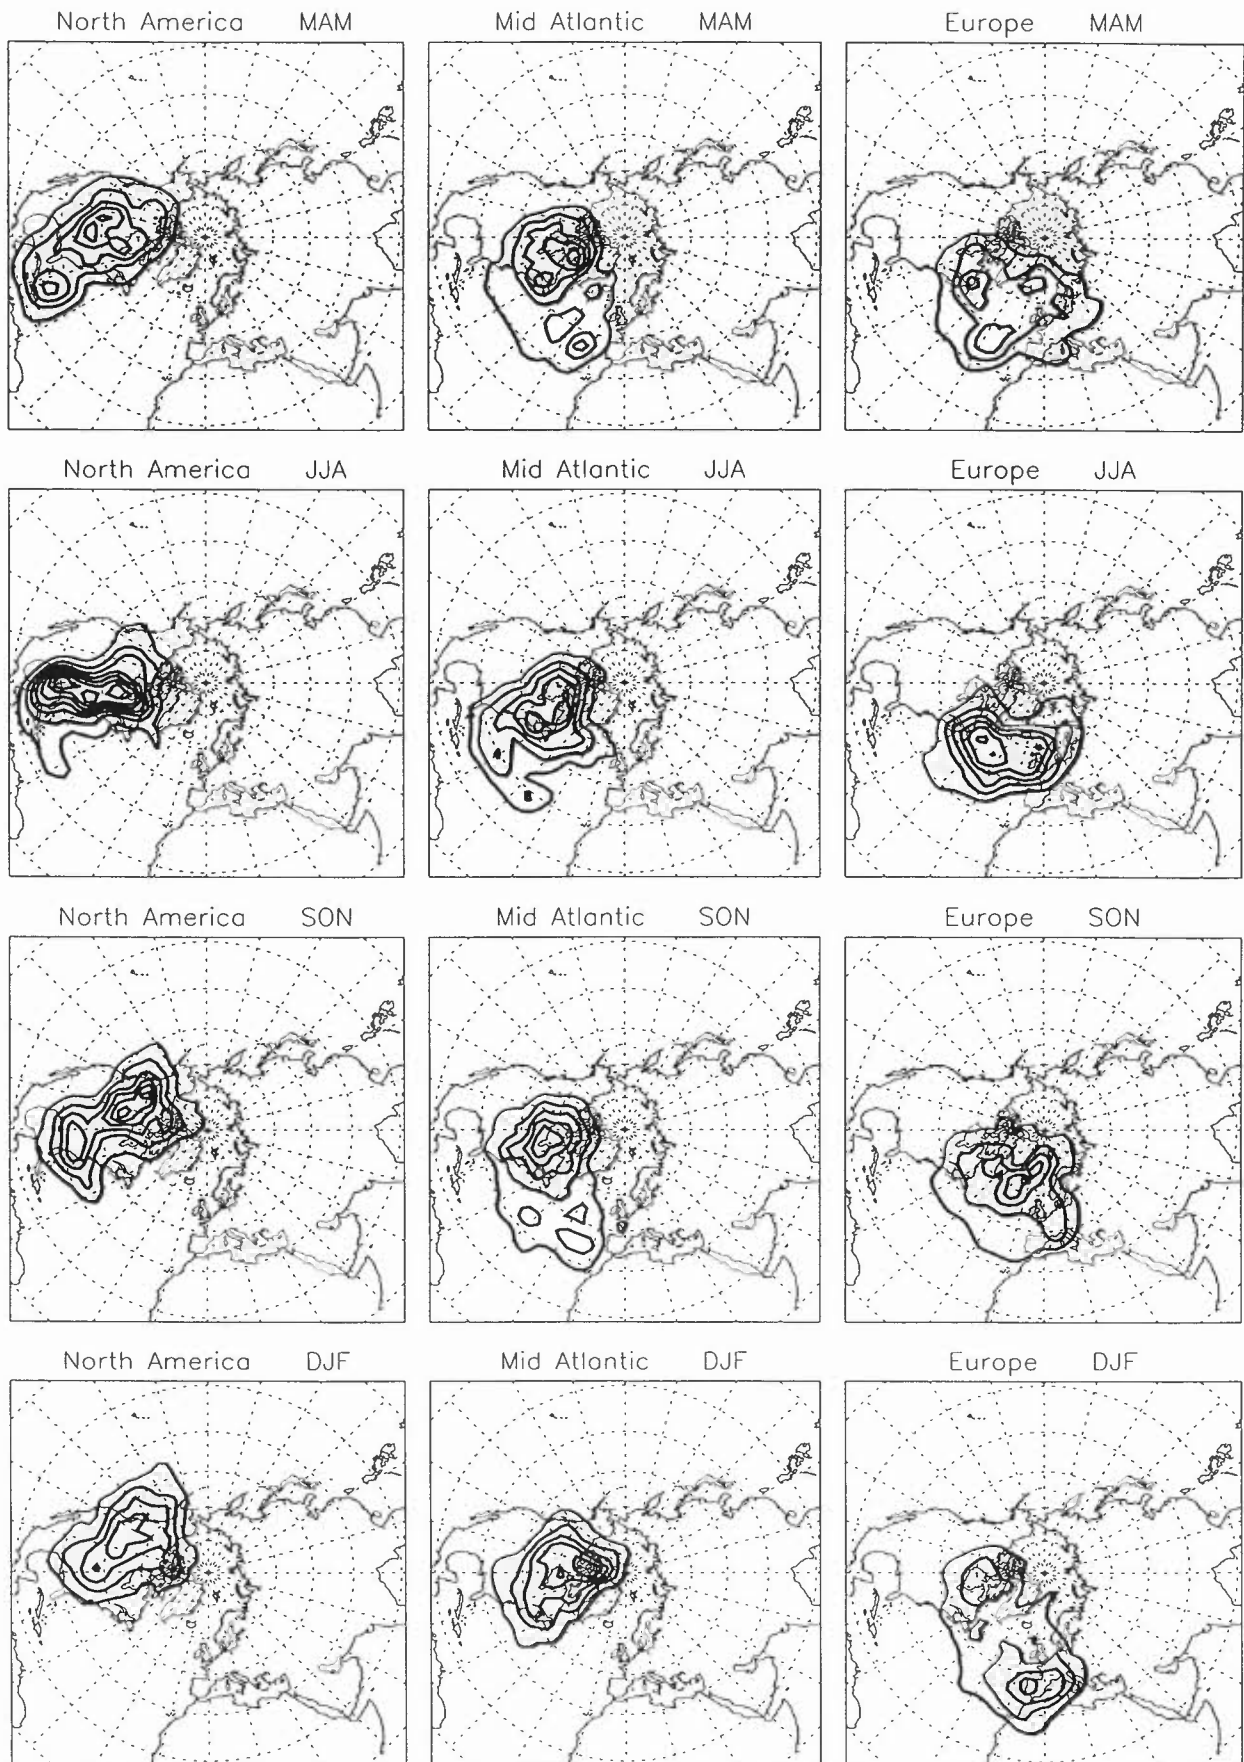 North America MAM
Mid Atlantic MAM
Europe MAM
North America JJA
Mid Atlantic JJA
Europe JJA
North America SON
Mid Atlantic SON
Europe SON
North America DJF
Mid Atlantic DJF
Europe DJF